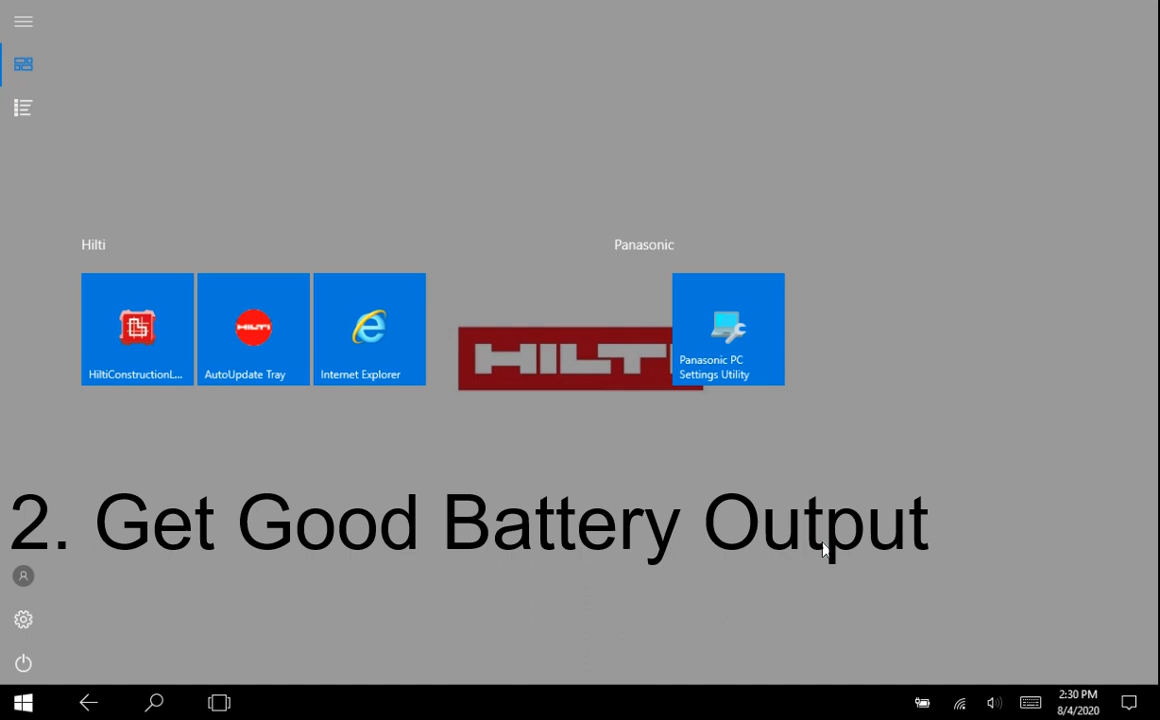 Hilti
Panasonic
HILTI
HiltiConstructionL...
AutoUpdate Tray
Internet Explorer
HILT
Panasonic PC
Settings Utility
2. Get Good Battery Output
2:30 PM
8/4/2020